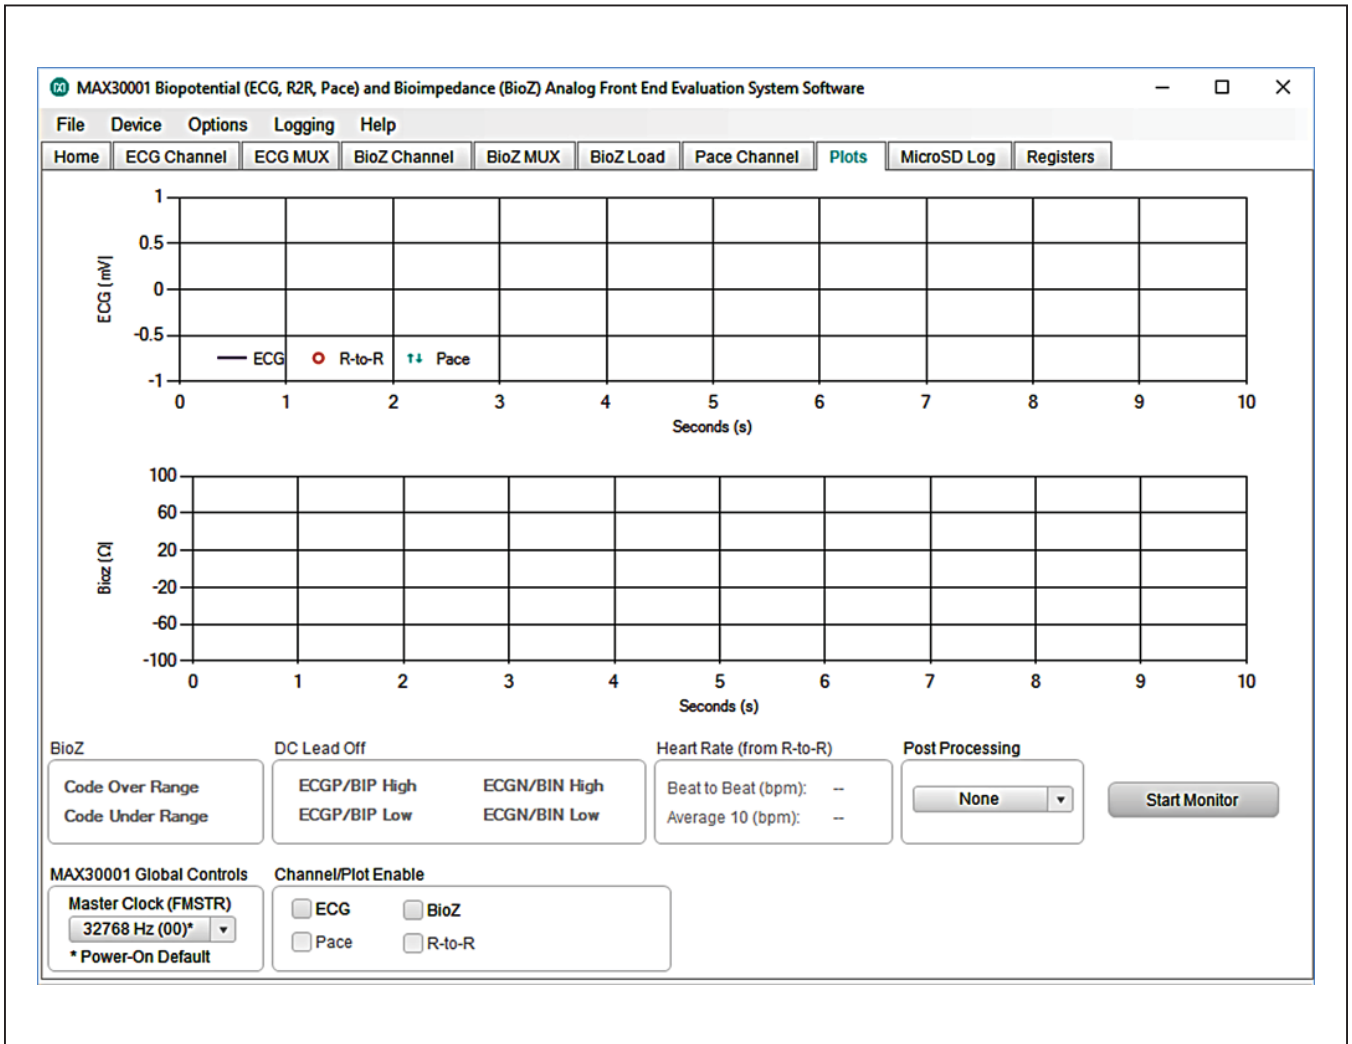 MAX30001 Biopotential (ECG, R2R, Pace) and Bioimpedance (BioZ) Analog Front End Evaluation System Software
File Device Options Logging Help
Home ECG Channel ECG MUX BioZ Channel BioZ MUX BioZ Load Pace Channel Plots MicroSD Log Registers
1
0.5
0
-0.5
-1
ECG (mV)
ECG R-to-R Pace
0 1 2 3 4 5 6 7 8 9 10
Seconds (s)
100
60
20
-20
-60
-100
Bioz (Ω)
0 1 2 3 4 5 6 7 8 9 10
Seconds (s)
BioZ
Code Over Range
Code Under Range
DC Lead Off
ECGP/BIP High ECGN/BIN High
ECGP/BIP Low ECGN/BIN Low
Heart Rate (from R-to-R)
Beat to Beat (bpm): --
Average 10 (bpm): --
Post Processing
None
Start Monitor
MAX30001 Global Controls
Master Clock (FMSTR)
32768 Hz (00)*
* Power-On Default
Channel/Plot Enable
ECG BioZ
Pace R-to-R